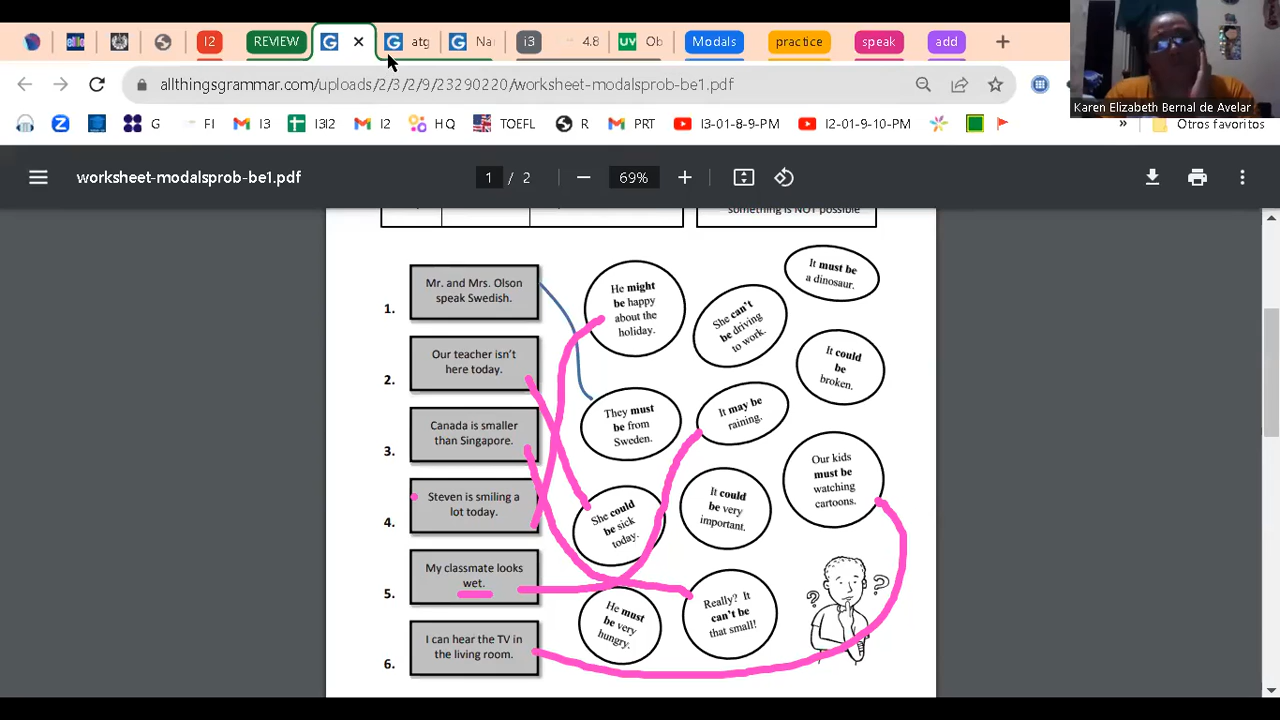 I2
REVIEW
atg
Na
i3
4.8
UV
Ob
Modals
practice
speak
add
allthingsgrammar.com/uploads/2/3/2/9/23290220/worksheet-modalsprob-be1.pdf
Karen Elizabeth Bernal de Avelar
G
FI
I3
I3I2
I2
HQ
TOEFL
R
PRT
I3-01-8-9-PM
I2-01-9-10-PM
»
Otros favoritos
worksheet-modalsprob-be1.pdf
1 / 2
69%
something is NOT possible
1.
Mr. and Mrs. Olson
speak Swedish.
2.
Our teacher isn't
here today.
3.
Canada is smaller
than Singapore.
4.
Steven is smiling a
lot today.
5.
My classmate looks
wet.
6.
I can hear the TV in
the living room.
He might
be happy
about the
holiday.
They must
be from
Sweden.
She could
be sick
today.
He must
be very
hungry.
She can't
be driving
to work.
It may be
raining.
It could
be very
important.
Really? It
can't be
that small!
It must be
a dinosaur.
It could
be
broken.
Our kids
must be
watching
cartoons.
? ?